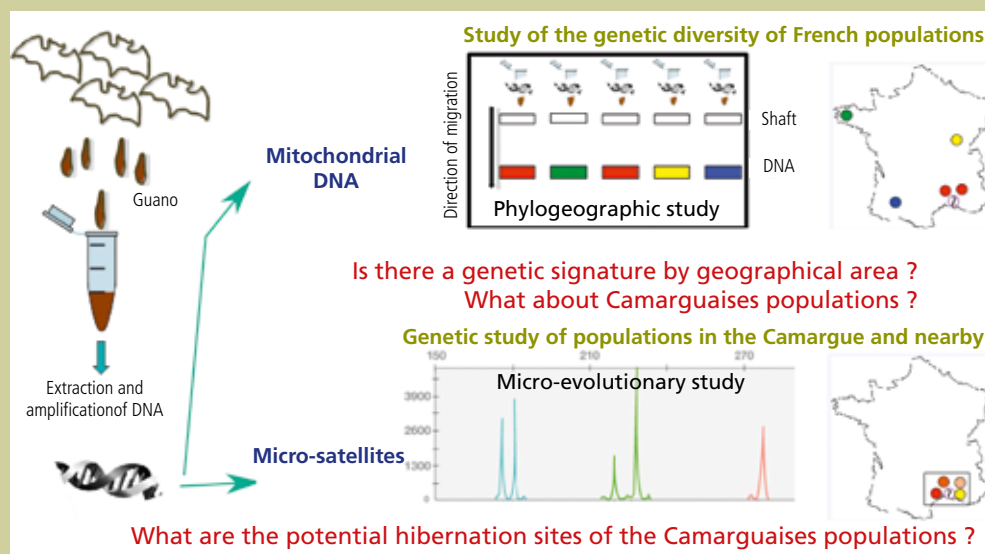 Study of the genetic diversity of French populations
Direction of migration
Shaft
DNA
Phylogeographic study
Mitochondrial
DNA
Guano
Is there a genetic signature by geographical area ?
What about Camarguaises populations ?
Genetic study of populations in the Camargue and nearby
150 210 270
Micro-evolutionary study
3900
2600
1300
0
Extraction and
amplificationof DNA
Micro-satellites
?
?
What are the potential hibernation sites of the Camarguaises populations ?